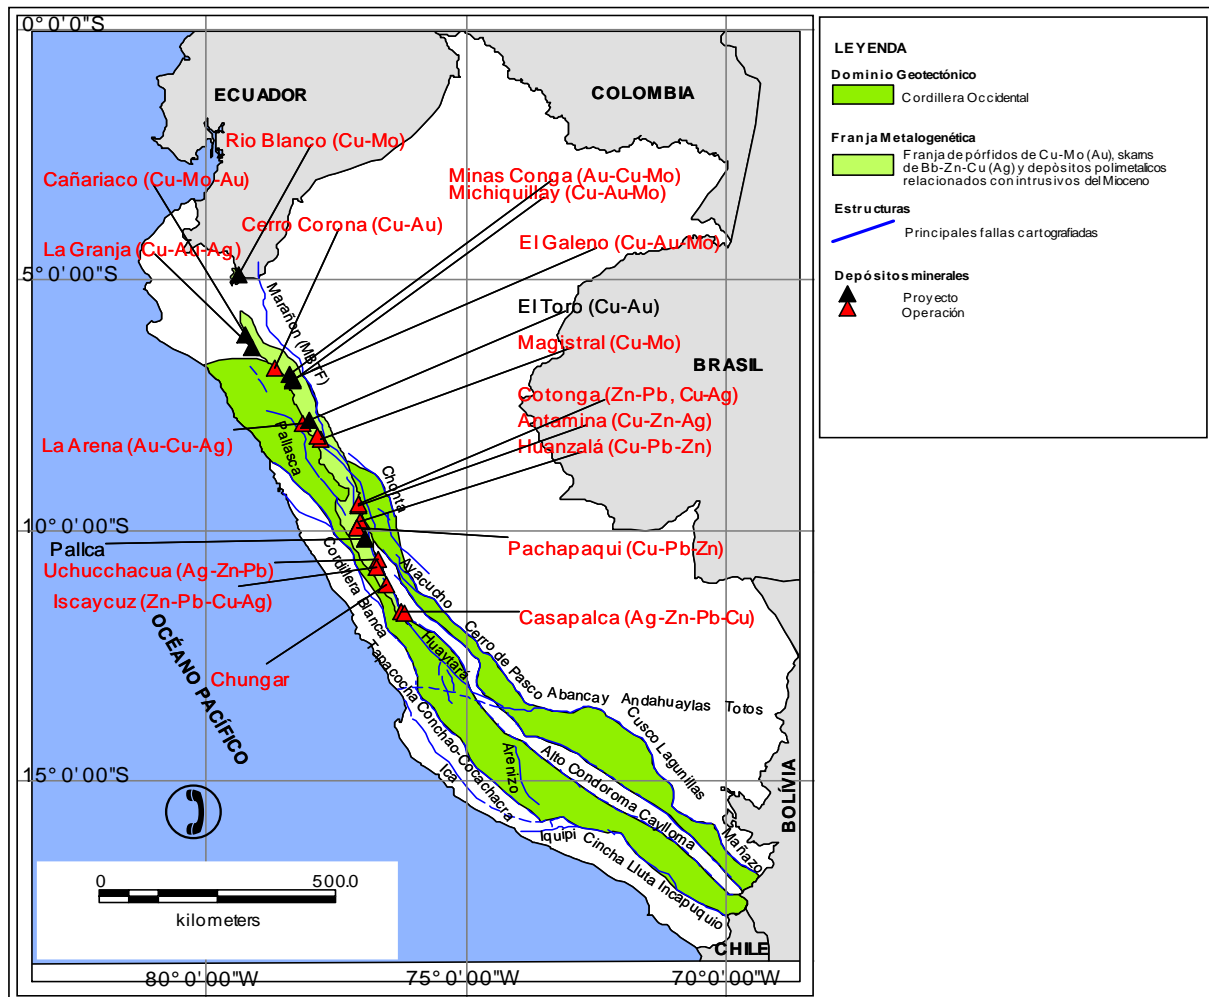 0° 0' 0"S
ECUADOR
COLOMBIA
Rio Blanco (Cu-Mo)
Cañariaco (Cu-Mo-Au)
Minas Conga (Au-Cu-Mo)
Michiquillay (Cu-Au-Mo)
Cerro Corona (Cu-Au)
La Granja (Cu-Au-Ag)
El Galeno (Cu-Au-Mo)
5° 0' 00"S
Marañon (MBTF)
El Toro (Cu-Au)
Magistral (Cu-Mo)
BRASIL
Cotonga (Zn-Pb, Cu-Ag)
Antamina (Cu-Zn-Ag)
Huanzalá (Cu-Pb-Zn)
La Arena (Au-Cu-Ag)
Pallasca
Chonta
10° 0' 00"S
Pallca
Pachapaqui (Cu-Pb-Zn)
Uchucchacua (Ag-Zn-Pb)
Iscaycuz (Zn-Pb-Cu-Ag)
Cordillera Blanca
Ayacucho
Casapalca (Ag-Zn-Pb-Cu)
OCÉANO PACÍFICO
Chungar
Huaytará
Cerro de Pasco
Abancay Andahuaylas Totos
Tapacocha Conchao-Cocachacra
Cusco Lagunillas
Ica
Arenizo
Alto Condoroma Caylloma
15° 0' 00"S
BOLÍVIA
Iquipi Cincha Lluta Incapuquio
Mañazo
0 500.0
kilometers
CHILE
80° 0' 00"W 75° 0' 00"W 70° 0' 00"W
LEYENDA
Dominio Geotectónico
Cordillera Occidental
Franja Metalogenética
Franja de pórfidos de Cu-Mo (Au), skarns
de Bb-Zn-Cu (Ag) y depòsitos polimetalicos
relacionados con intrusivos del Mioceno
Estructuras
Principales fallas cartografiadas
Depósitos minerales
Proyecto
Operación